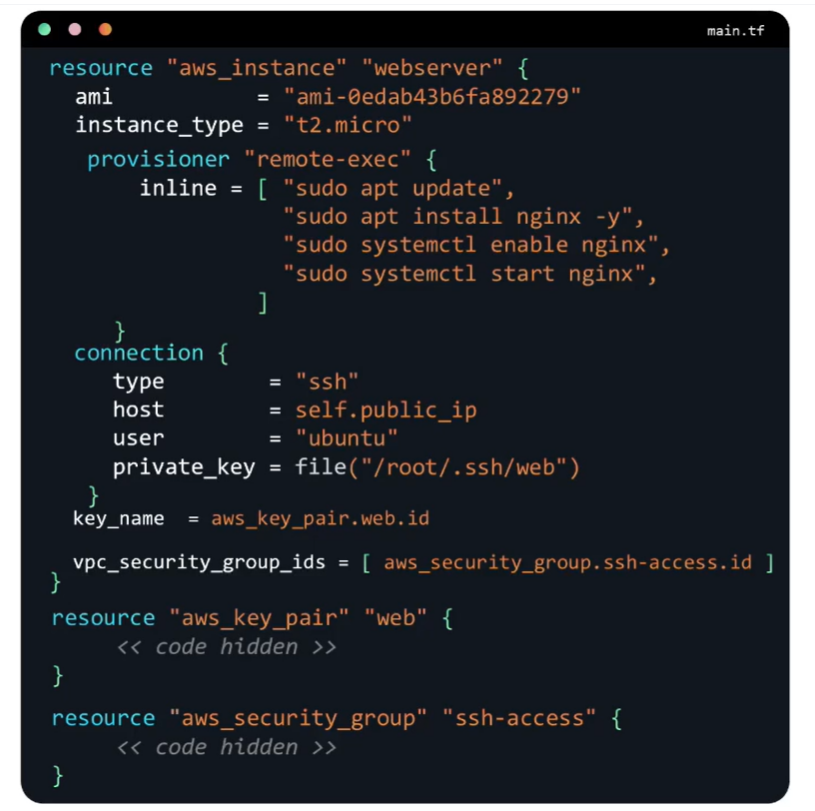 main.tf
resource "aws_instance" "webserver" {
ami = "ami-0edab43b6fa892279"
instance_type = "t2.micro"
provisioner "remote-exec" {
inline = [ "sudo apt update",
"sudo apt install nginx -y",
"sudo systemctl enable nginx",
"sudo systemctl start nginx",
]
}
connection {
type = "ssh"
host = self.public_ip
user = "ubuntu"
private_key = file("/root/.ssh/web")
}
key_name = aws_key_pair.web.id
vpc_security_group_ids = [ aws_security_group.ssh-access.id ]
}
resource "aws_key_pair" "web" {
<< code hidden >>
}
resource "aws_security_group" "ssh-access" {
<< code hidden >>
}